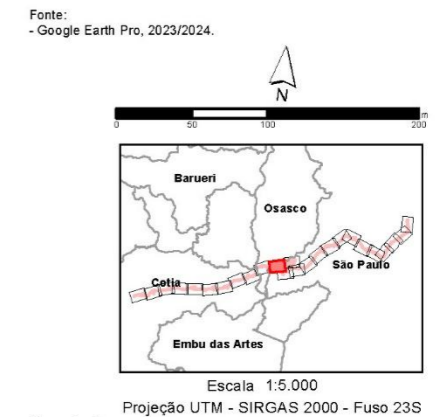 Fonte:
- Google Earth Pro, 2023/2024.
N
m
0 50 100 200
Barueri
Osasco
São Paulo
Cotia
Embu das Artes
Escala 1:5.000
Projeção UTM - SIRGAS 2000 - Fuso 23S